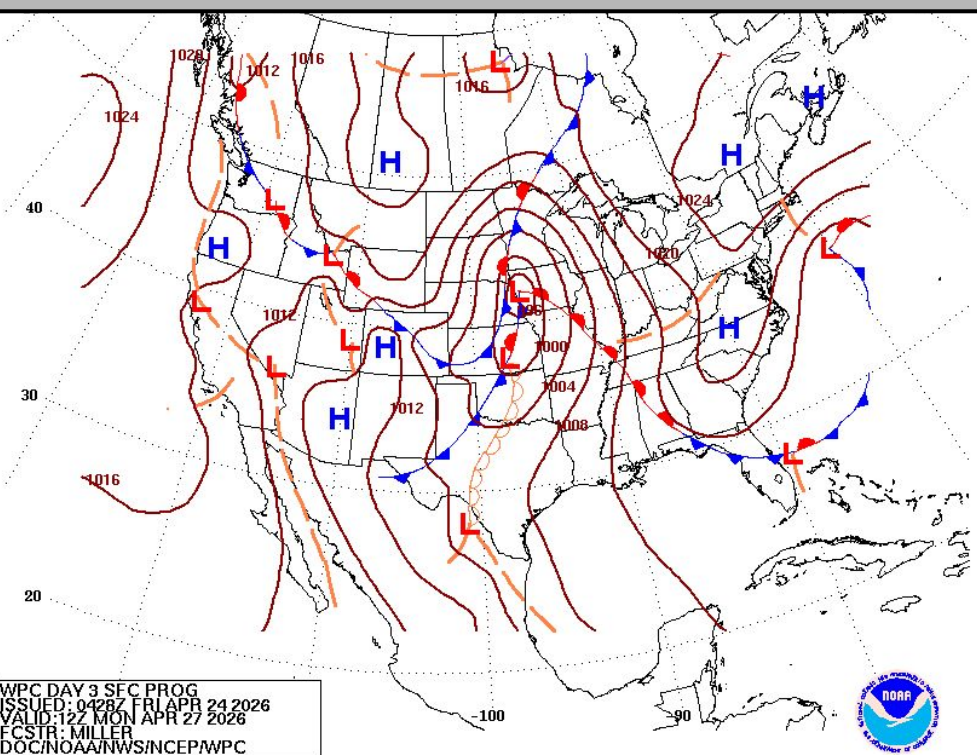 1020
1012
1016
1016
1024
H
L
H
H
40
1024
L
H
L
1020
L
L
L
1012
996
L
H
H
1000
L
L
30
H
1012
1004
1008
L
1016
L
20
WPC DAY 3 SFC PROG
ISSUED: 0428Z FRI APR 24 2026
VALID: 12Z MON APR 27 2026
FCSTR: MILLER
DOC/NOAA/NWS/NCEP/WPC
-100
-90
NOAA